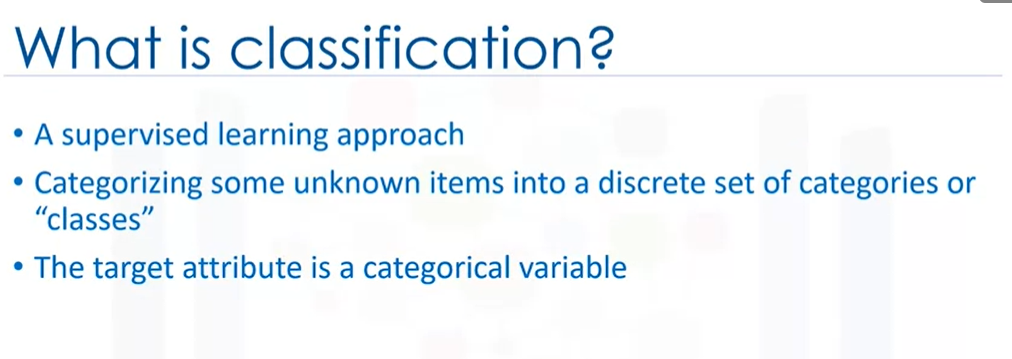 What is classification?
• A supervised learning approach
• Categorizing some unknown items into a discrete set of categories or
“classes”
• The target attribute is a categorical variable